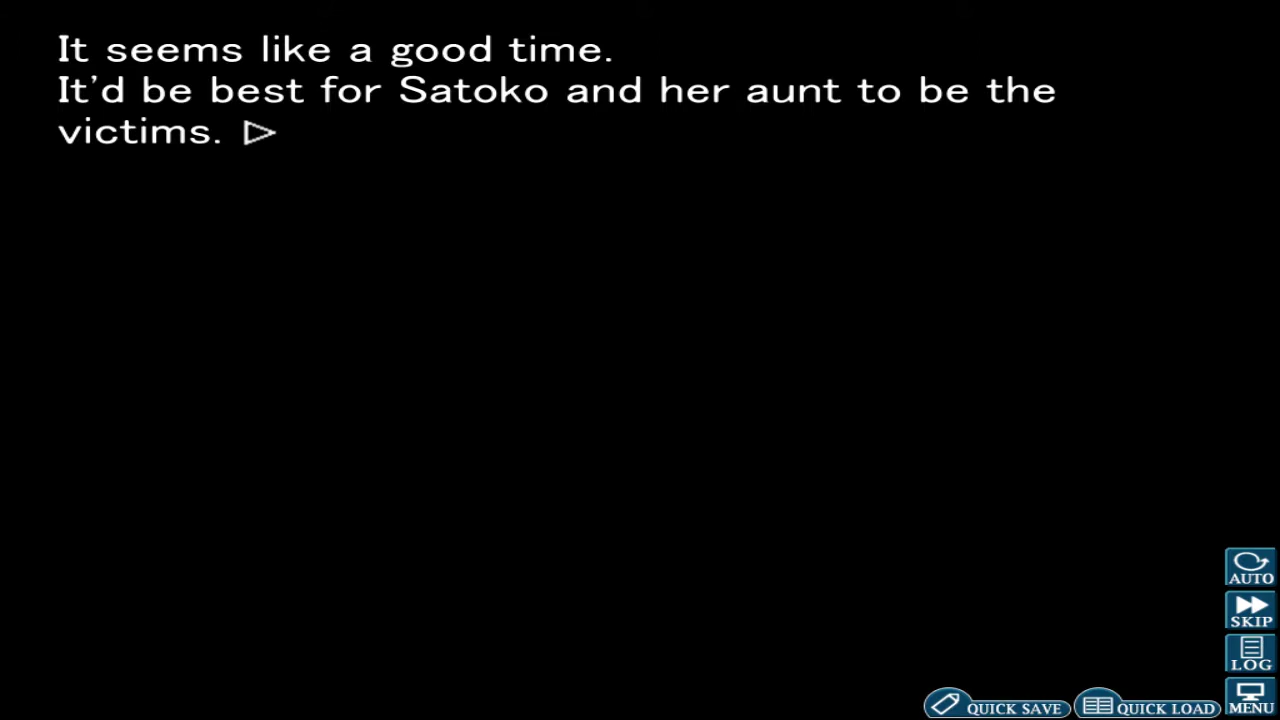 It seems like a good time.
It'd be best for Satoko and her aunt to be the
victims.
AUTO
SKIP
LOG
MENU
QUICK SAVE
QUICK LOAD